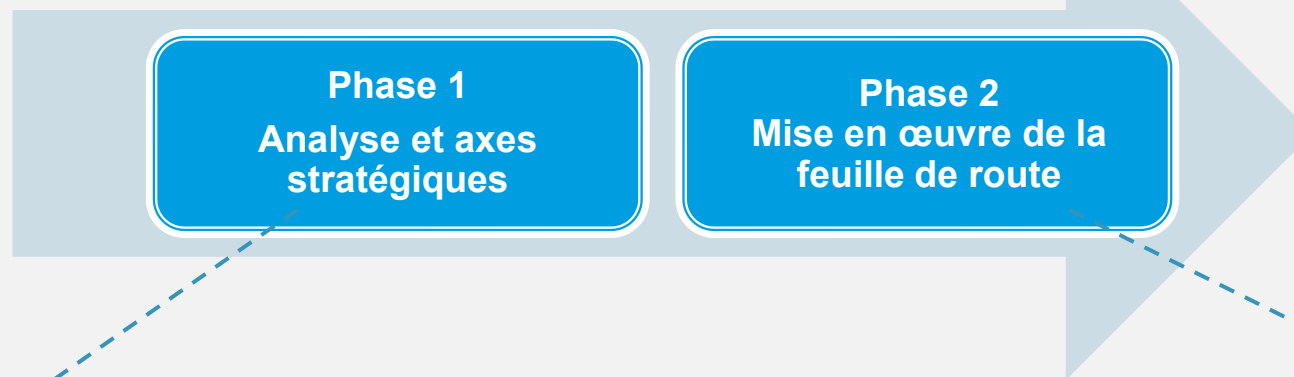 Phase 1
Analyse et axes
stratégiques
Phase 2
Mise en œuvre de la
feuille de route